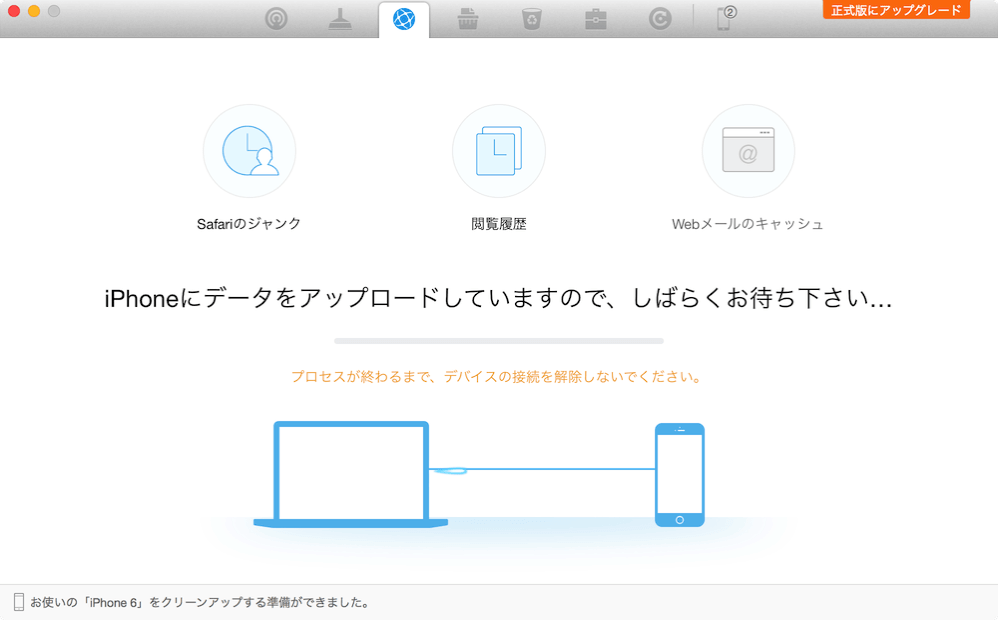 ②
正式版にアップグレード
Safariのジャンク
閲覧履歴
@
Webメールのキャッシュ
iPhoneにデータをアップロードしていますので、しばらくお待ち下さい...
プロセスが終わるまで、デバイスの接続を解除しないでください。
お使いの「iPhone 6」をクリーンアップする準備ができました。